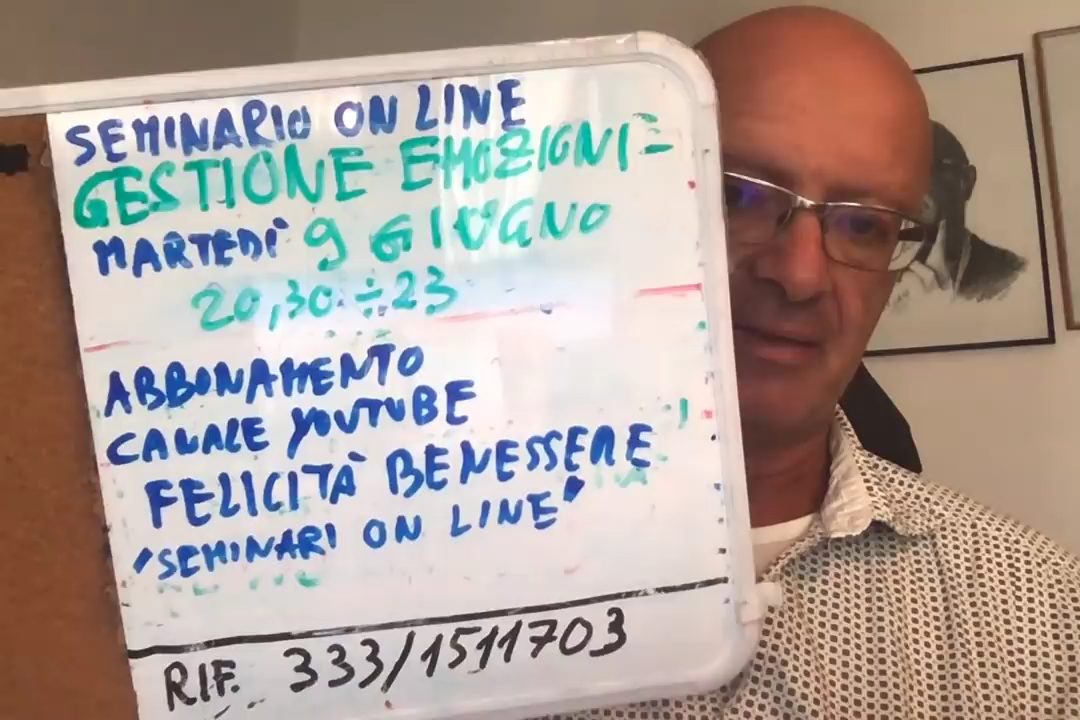 SEMINARIO ON LINE
GESTIONE EMOZIONI
MARTEDÌ 9 GIUGNO
20,30 ÷ 23
ABBONAMENTO
CANALE YOUTUBE
FELICITÀ BENESSERE
"SEMINARI ON LINE"
RIF. 333/1511703